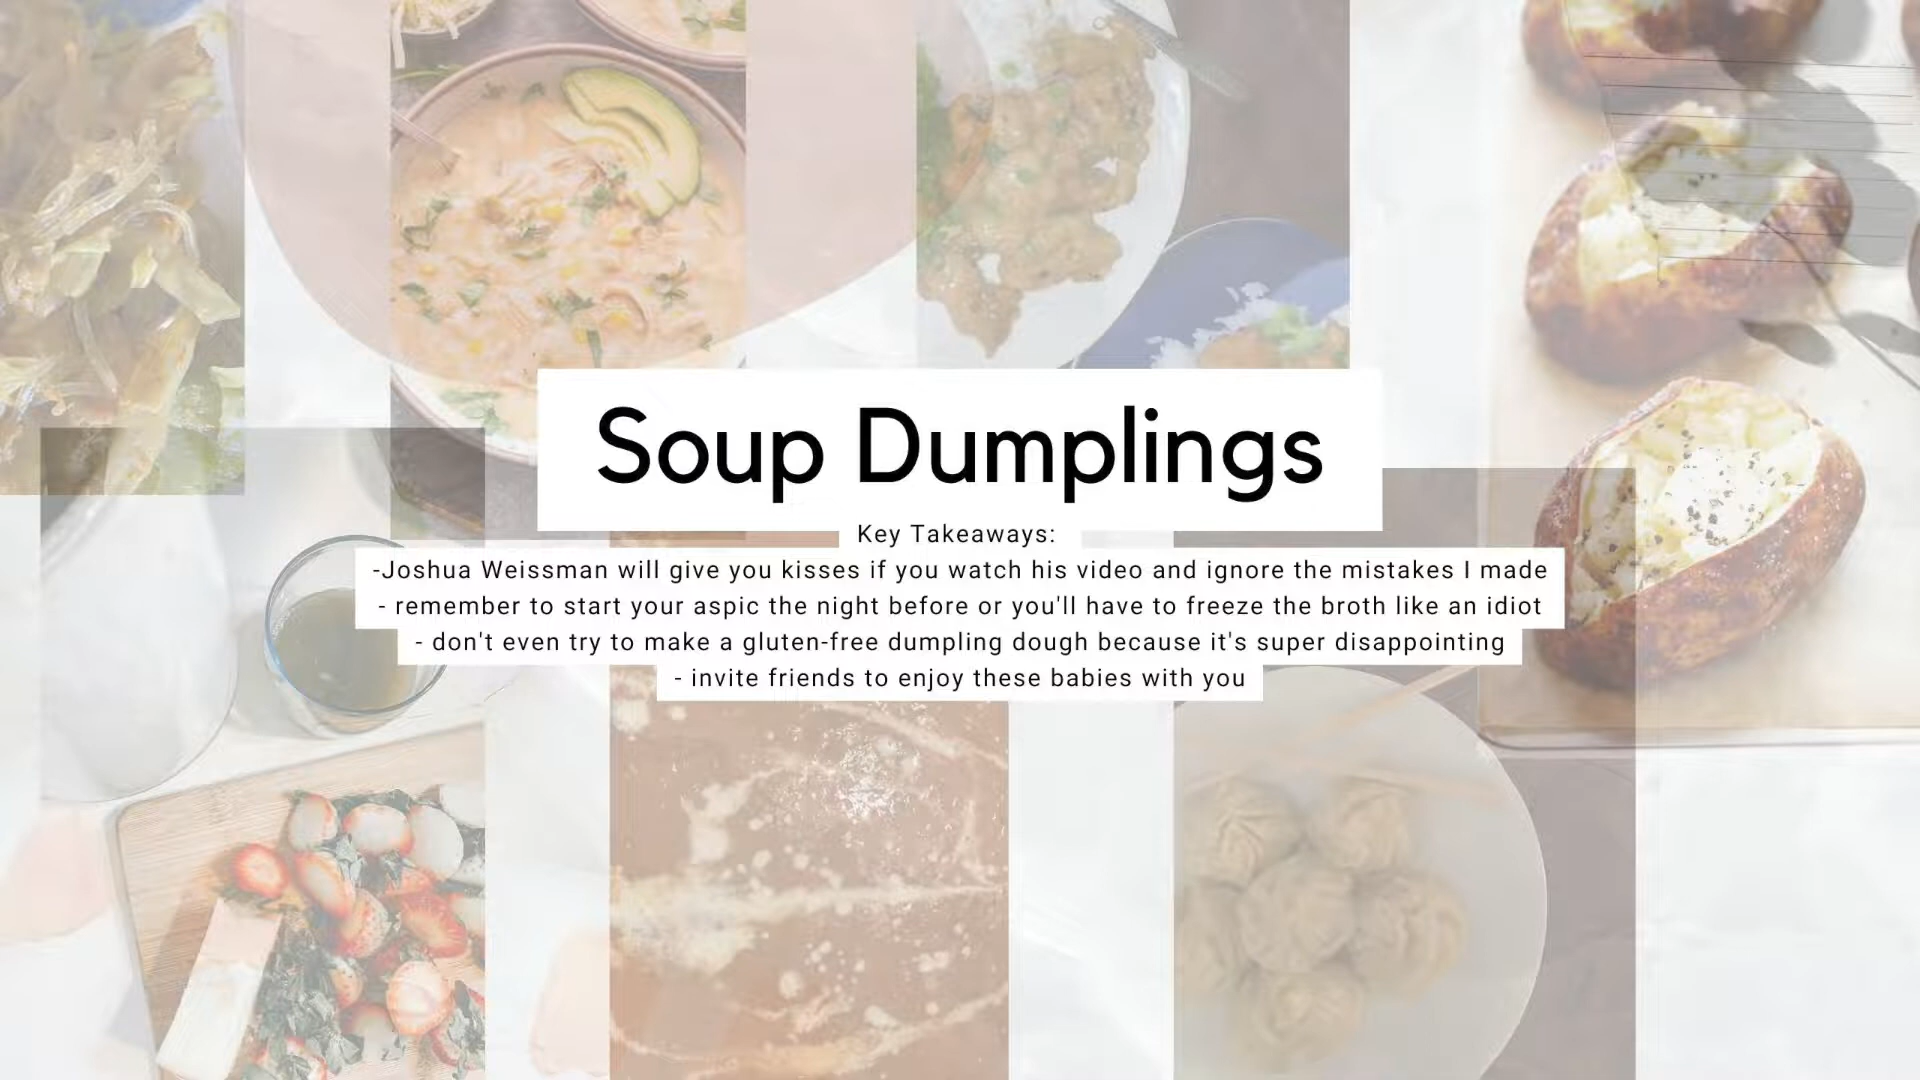 Soup Dumplings
Key Takeaways:
-Joshua Weissman will give you kisses if you watch his video and ignore the mistakes I made
- remember to start your aspic the night before or you'll have to freeze the broth like an idiot
- don't even try to make a gluten-free dumpling dough because it's super disappointing
- invite friends to enjoy these babies with you